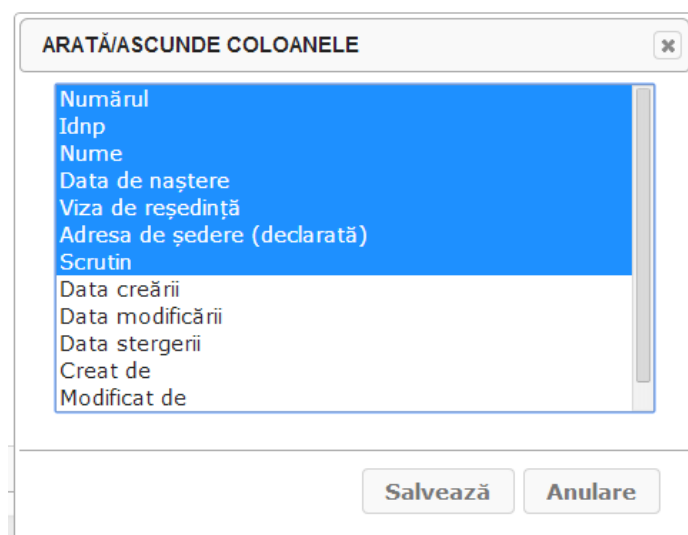 ARATĂ/ASCUNDE COLOANELE
Numărul
Idnp
Nume
Data de naștere
Viza de reședință
Adresa de ședere (declarată)
Scrutin
Data creării
Data modificării
Data stergerii
Creat de
Modificat de
Salvează Anulare